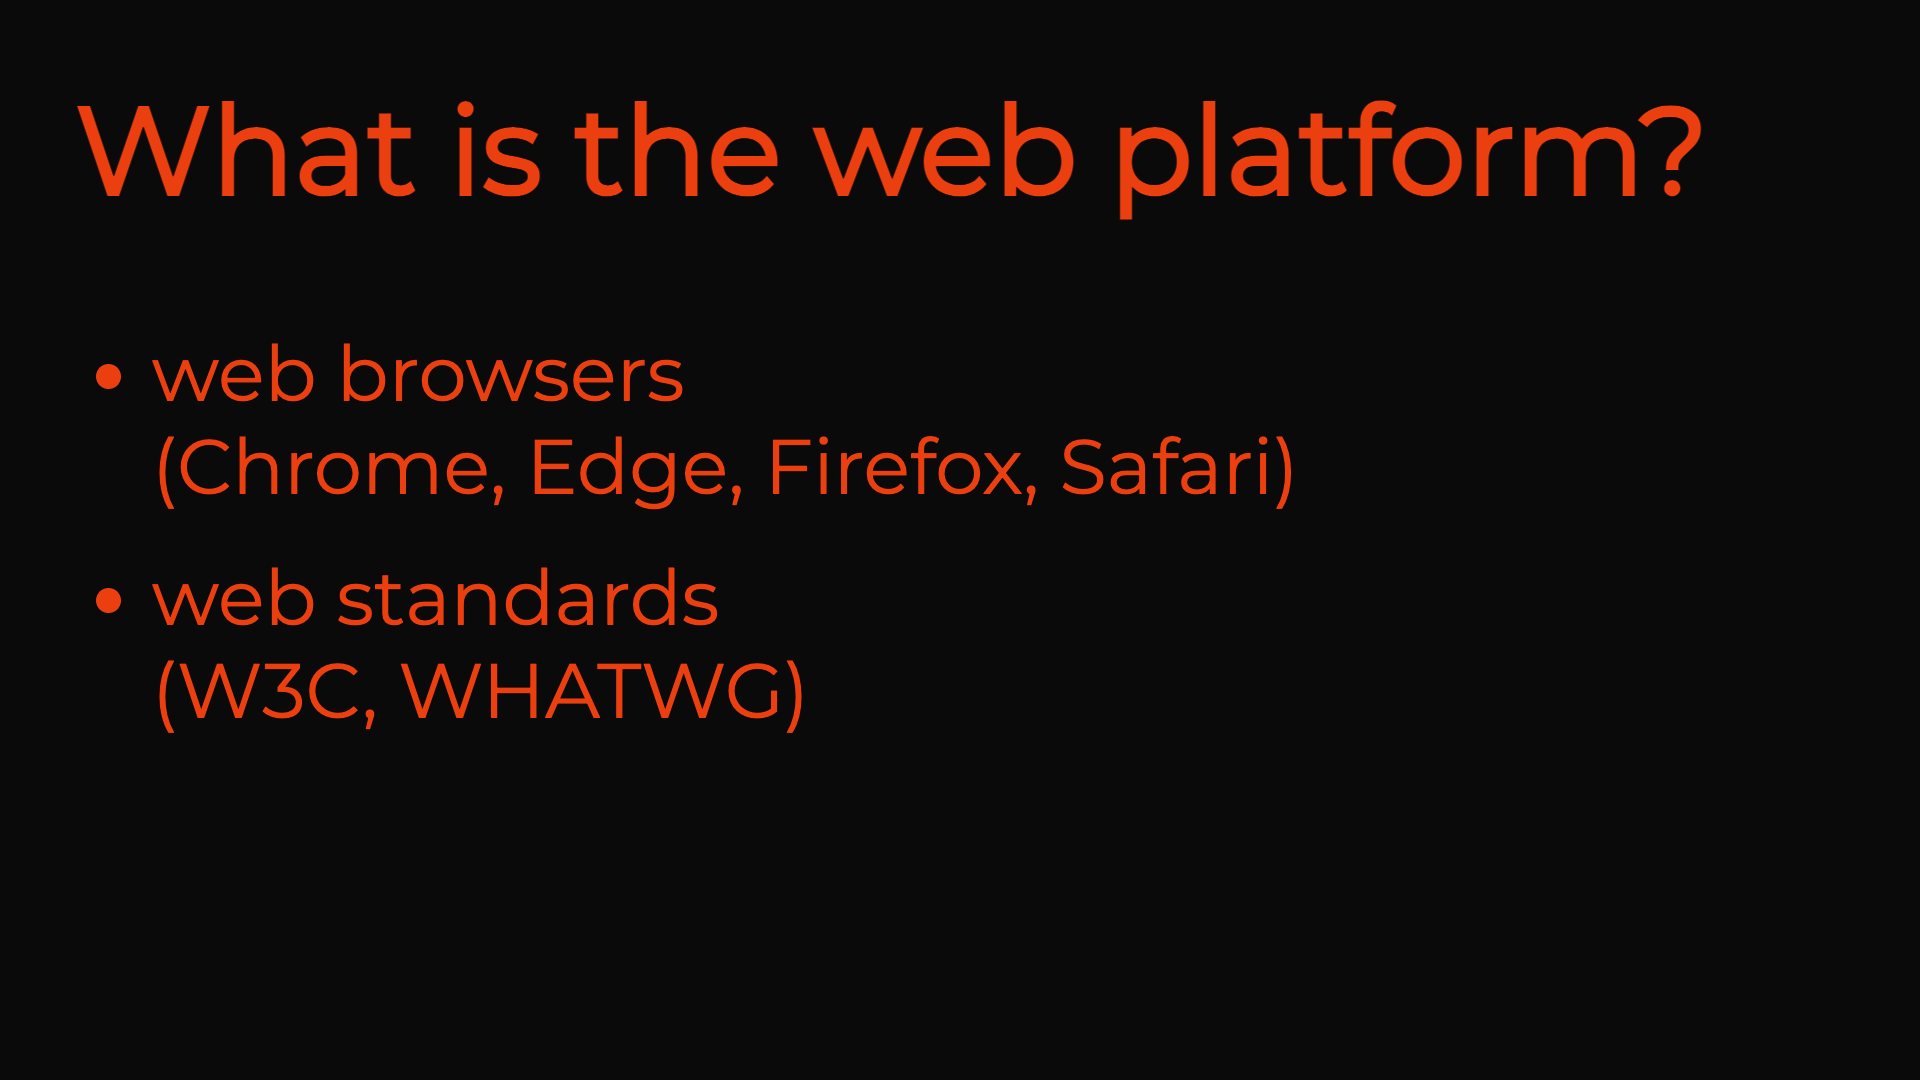 What is the web platform?
• web browsers
(Chrome, Edge, Firefox, Safari)
• web standards
(W3C, WHATWG)